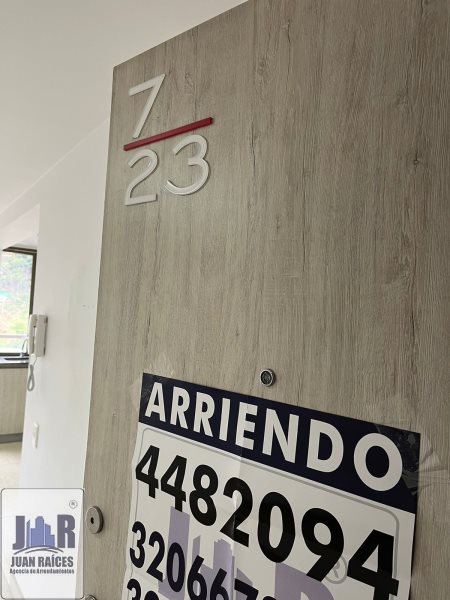 7
23
ARRIENDO
4482094
J R ®
JUAN RAÍCES
Agencia de Arrendamientos